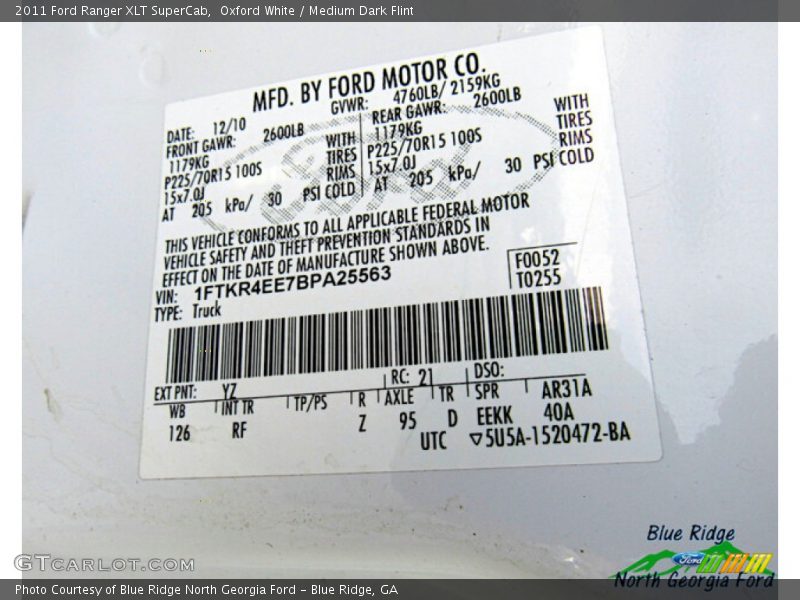 2011 Ford Ranger XLT SuperCab,  Oxford White / Medium Dark Flint
MFD. BY FORD MOTOR CO.
DATE: 12/10 GVWR: 4760LB/ 2159KG
FRONT GAWR: 2600LB REAR GAWR: 2600LB
1179KG WITH 1179KG WITH
P225/70R15 100S TIRES P225/70R15 100S TIRES
15x7.0J RIMS 15x7.0J RIMS
AT 205 kPa/ 30 PSI COLD AT 205 kPa/ 30 PSI COLD
THIS VEHICLE CONFORMS TO ALL APPLICABLE FEDERAL MOTOR
VEHICLE SAFETY AND THEFT PREVENTION STANDARDS IN
EFFECT ON THE DATE OF MANUFACTURE SHOWN ABOVE.
VIN: 1FTKR4EE7BPA25563 F0052
TYPE: Truck T0255
EXT PNT: YZ RC: 21 DSO:
WB INT TR TP/PS R AXLE TR SPR AR31A
126 RF Z 95 D EEKK 40A
UTC ▽5U5A-1520472-BA
Ford
Blue Ridge
Ford
North Georgia Ford
GTcarlot.com
Photo Courtesy of Blue Ridge North Georgia Ford – Blue Ridge, GA